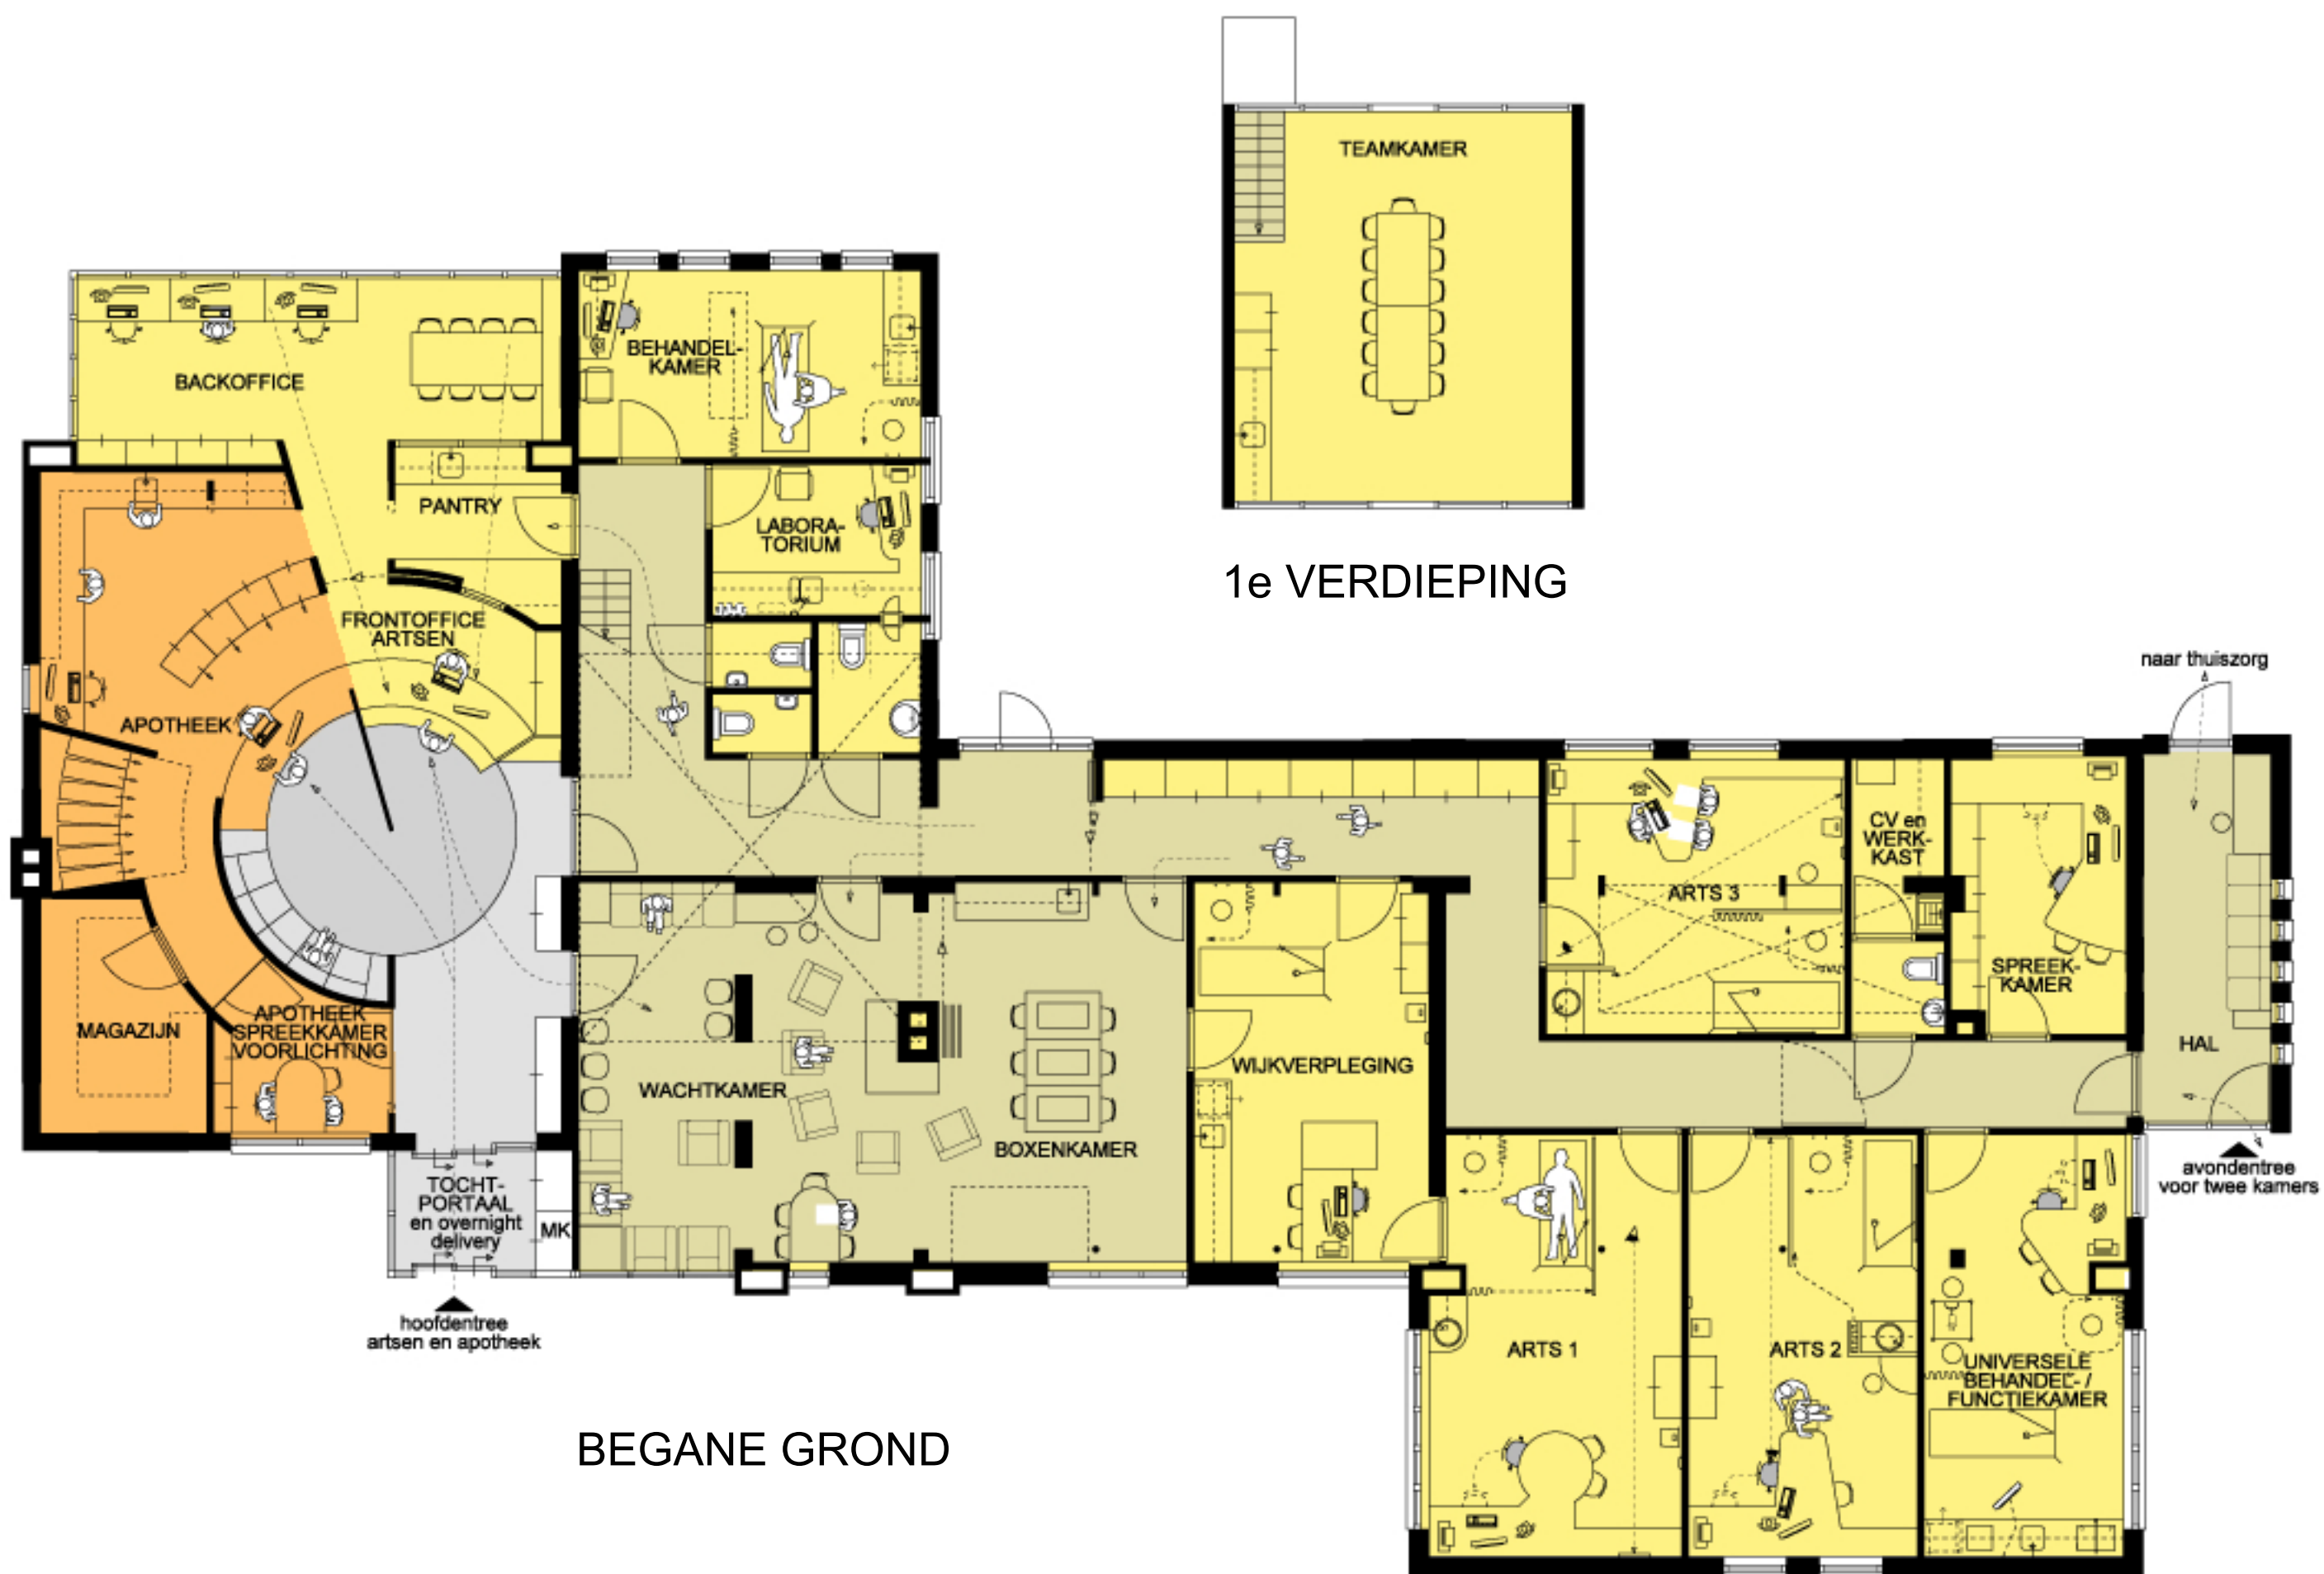 TEAMKAMER
1e VERDIEPING
BEHANDEL-
KAMER
BACKOFFICE
PANTRY
LABORA-
TORIUM
FRONTOFFICE
ARTSEN
APOTHEEK
naar thuiszorg
CV en
WERK-
KAST
ARTS 3
SPREEK-
KAMER
HAL
MAGAZIJN
APOTHEEK
SPREEKKAMER
VOORLICHTING
WACHTKAMER
BOXENKAMER
WIJKVERPLEGING
TOCHT-
PORTAAL
en overnight
delivery
MK
avondentree
voor twee kamers
hoofdentree
artsen en apotheek
ARTS 1
ARTS 2
UNIVERSELE
BEHANDEL- /
FUNCTIEKAMER
BEGANE GROND